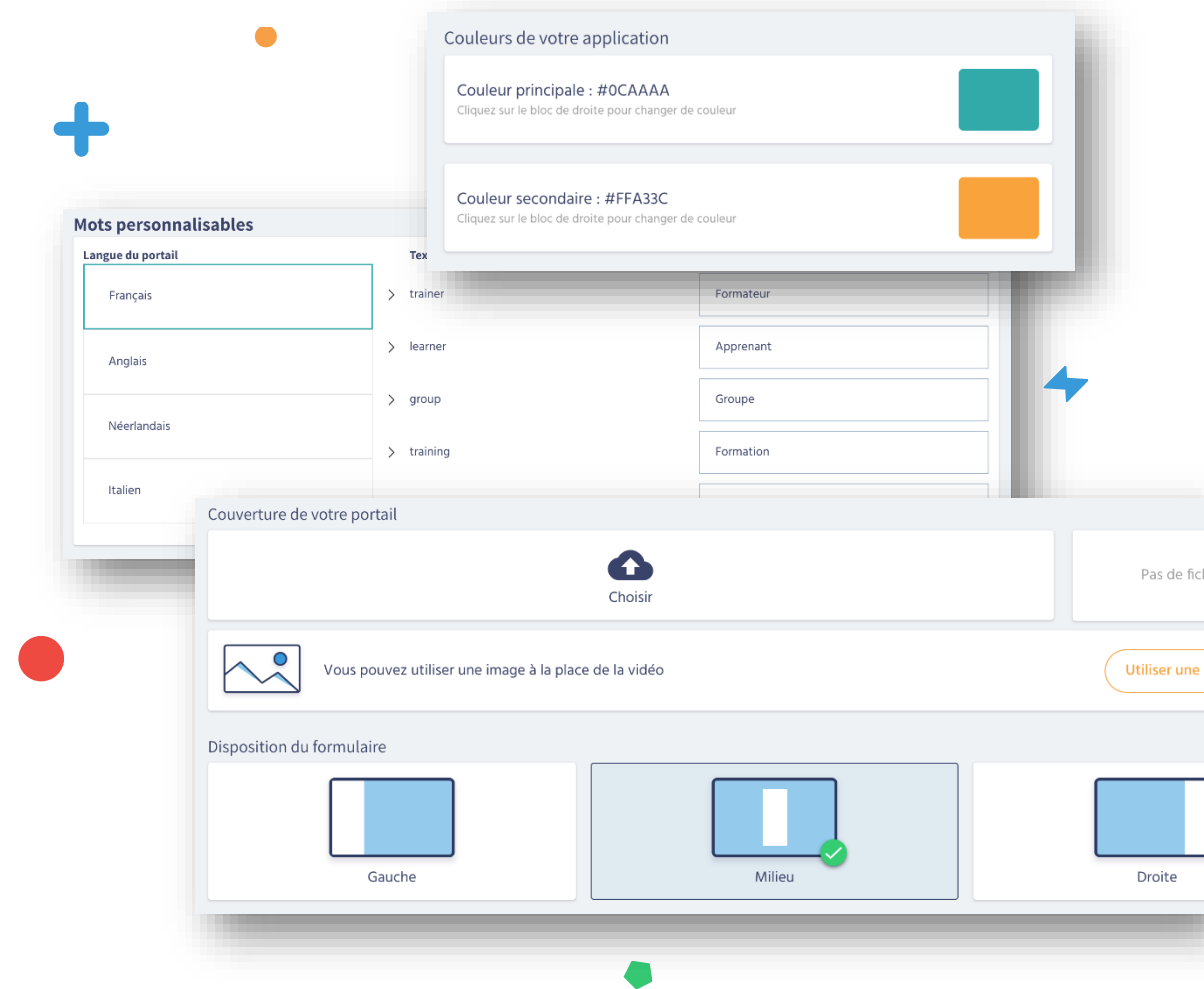 Couleurs de votre application
Couleur principale : #0CAAAA
Cliquez sur le bloc de droite pour changer de couleur
Couleur secondaire : #FFA33C
Cliquez sur le bloc de droite pour changer de couleur
Mots personnalisables
Langue du portail
Français
trainer
Formateur
Anglais
learner
Apprenant
group
Groupe
Néerlandais
training
Formation
Italien
Couverture de votre portail
Choisir
Pas de
Vous pouvez utiliser une image à la place de la vidéo
Utiliser une
Disposition du formulaire
Gauche
Milieu
Droite